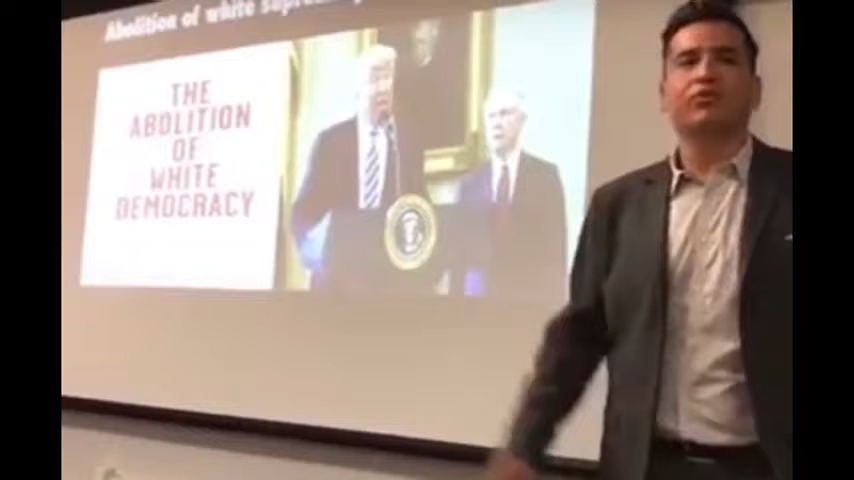 Abolition of white
THE
ABOLITION
OF
WHITE
DEMOCRACY